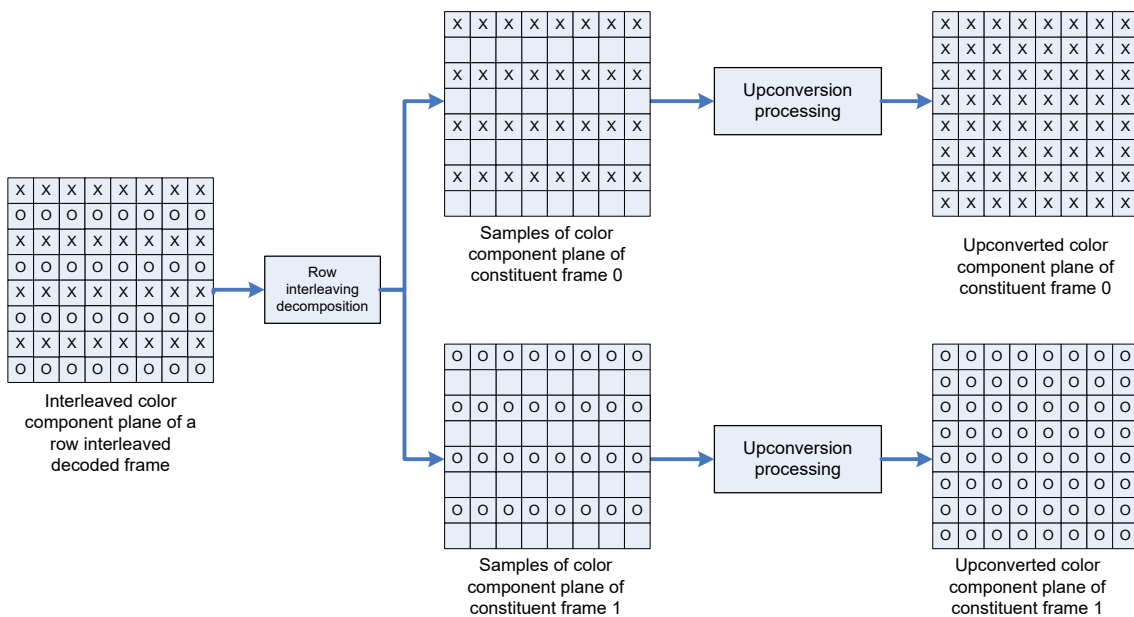 X X X X X X X X
X X X X X X X X
X X X X X X X X
X X X X X X X X
Samples of color
component plane of
constituent frame 0
Upconversion
processing
X X X X X X X X
X X X X X X X X
X X X X X X X X
X X X X X X X X
X X X X X X X X
X X X X X X X X
X X X X X X X X
X X X X X X X X
Upconverted color
component plane of
constituent frame 0
X X X X X X X X
O O O O O O O O
X X X X X X X X
O O O O O O O O
X X X X X X X X
O O O O O O O O
X X X X X X X X
O O O O O O O O
Interleaved color
component plane of a
row interleaved
decoded frame
Row
interleaving
decomposition
O O O O O O O O
O O O O O O O O
O O O O O O O O
O O O O O O O O
Samples of color
component plane of
constituent frame 1
Upconversion
processing
O O O O O O O O
O O O O O O O O
O O O O O O O O
O O O O O O O O
O O O O O O O O
O O O O O O O O
O O O O O O O O
O O O O O O O O
Upconverted color
component plane of
constituent frame 1